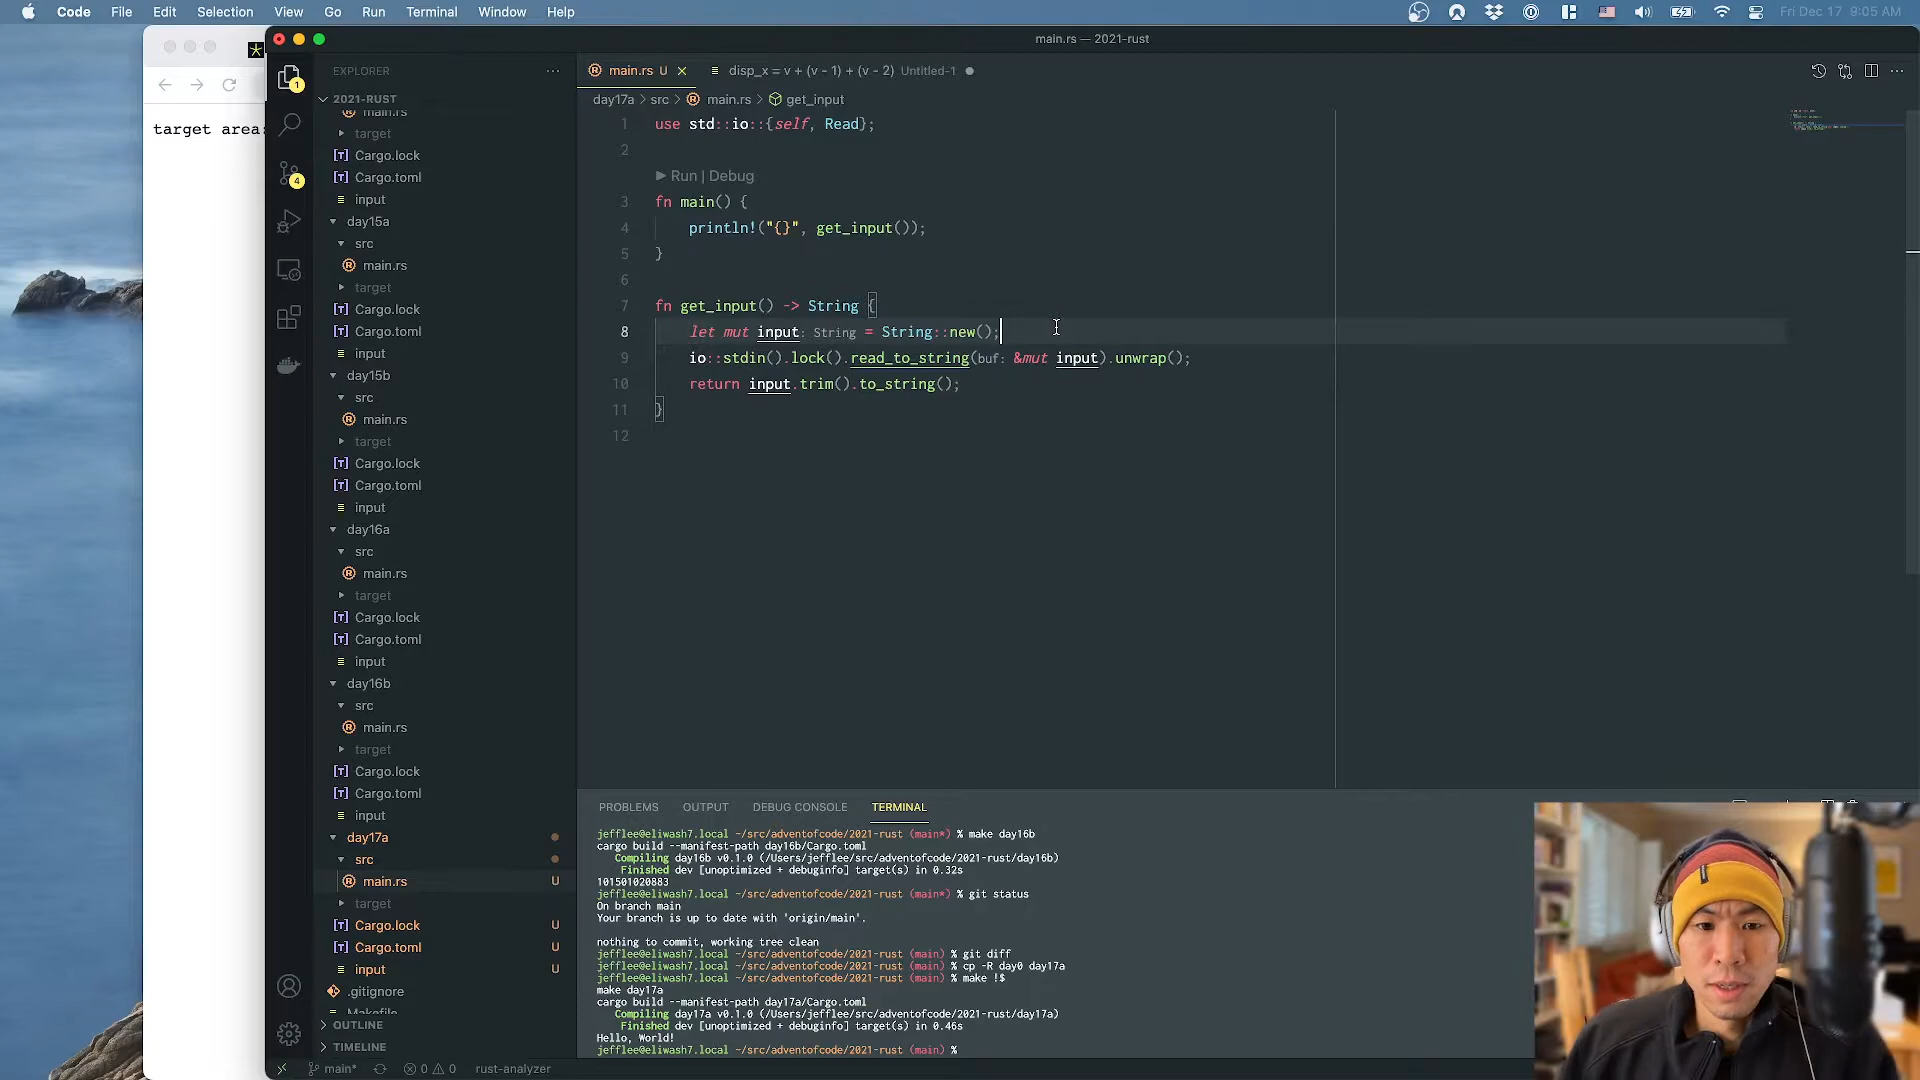 Code File Edit Selection View Go Run Terminal Window Help Fri Dec 17 9:05 AM
main.rs — 2021-rust
target area:
EXPLORER
2021-RUST
main.rs
target
Cargo.lock
Cargo.toml
input
day15a
src
main.rs
target
Cargo.lock
Cargo.toml
input
day15b
src
main.rs
target
Cargo.lock
Cargo.toml
input
day16a
src
main.rs
target
Cargo.lock
Cargo.toml
input
day16b
src
main.rs
target
Cargo.lock
Cargo.toml
input
day17a
src
main.rs U
target
Cargo.lock U
Cargo.toml U
input U
.gitignore
Makefile
OUTLINE
TIMELINE
1
4
main.rs U disp_x = v + (v - 1) + (v - 2) Untitled-1
day17a > src > main.rs > get_input
1 use std::io::{self, Read};
2
Run | Debug
3 fn main() {
4 println!("{}", get_input());
5 }
6
7 fn get_input() -> String {
8 let mut input: String = String::new();
9 io::stdin().lock().read_to_string(buf: &mut input).unwrap();
10 return input.trim().to_string();
11 }
12
PROBLEMS OUTPUT DEBUG CONSOLE TERMINAL
jefflee@eliwash7.local ~/src/adventofcode/2021-rust (main*) % make day16b
cargo build --manifest-path day16b/Cargo.toml
Compiling day16b v0.1.0 (/Users/jefflee/src/adventofcode/2021-rust/day16b)
Finished dev [unoptimized + debuginfo] target(s) in 0.32s
101501020883
jefflee@eliwash7.local ~/src/adventofcode/2021-rust (main*) % git status
On branch main
Your branch is up to date with 'origin/main'.
nothing to commit, working tree clean
jefflee@eliwash7.local ~/src/adventofcode/2021-rust (main) % git diff
jefflee@eliwash7.local ~/src/adventofcode/2021-rust (main) % cp -R day0 day17a
jefflee@eliwash7.local ~/src/adventofcode/2021-rust (main) % make !$
make day17a
cargo build --manifest-path day17a/Cargo.toml
Compiling day17a v0.1.0 (/Users/jefflee/src/adventofcode/2021-rust/day17a)
Finished dev [unoptimized + debuginfo] target(s) in 0.46s
Hello, World!
jefflee@eliwash7.local ~/src/adventofcode/2021-rust (main) %
main* 0 0 rust-analyzer